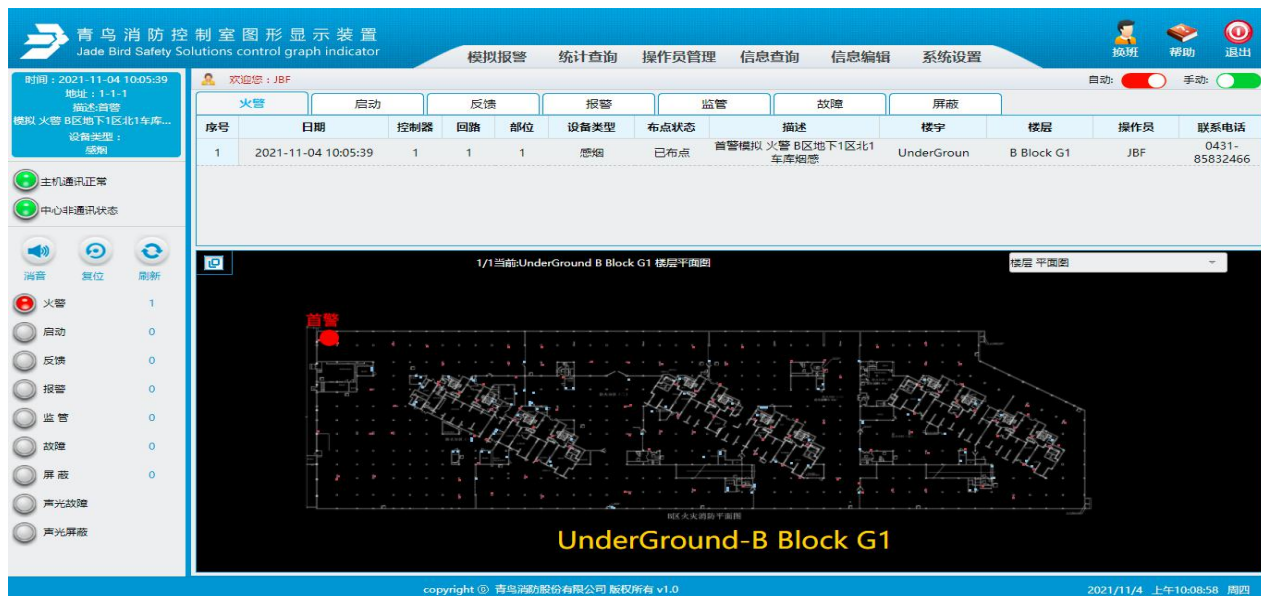 青鸟消防控制室图形显示装置
Jade Bird Safety Solutions control graph indicator
模拟报警 统计查询 操作员管理 信息查询 信息编辑 系统设置
换班 帮助 退出
时间：2021-11-04 10:05:39
地址：1-1-1
描述:首警
模拟 火警 B区地下1区北1车库...
设备类型：
感烟
欢迎您：JBF
自动: 手动:
火警 启动 反馈 报警 监管 故障 屏蔽
序号 日期 控制器 回路 部位 设备类型 布点状态 描述 楼宇 楼层 操作员 联系电话
1 2021-11-04 10:05:39 1 1 1 感烟 已布点 首警模拟 火警 B区地下1区北1 UnderGroun B Block G1 JBF 0431-
车库烟感 85832466
主机通讯正常
中心非通讯状态
消音 复位 刷新
火警 1
启动 0
反馈 0
报警 0
监管 0
故障 0
屏蔽 0
声光故障
声光屏蔽
1/1当前:UnderGround B Block G1 楼层平面图
楼层 平面图
首警
UnderGround-B Block G1
copyright ⓒ 青鸟消防股份有限公司 版权所有 v1.0
2021/11/4 上午10:08:58 周四